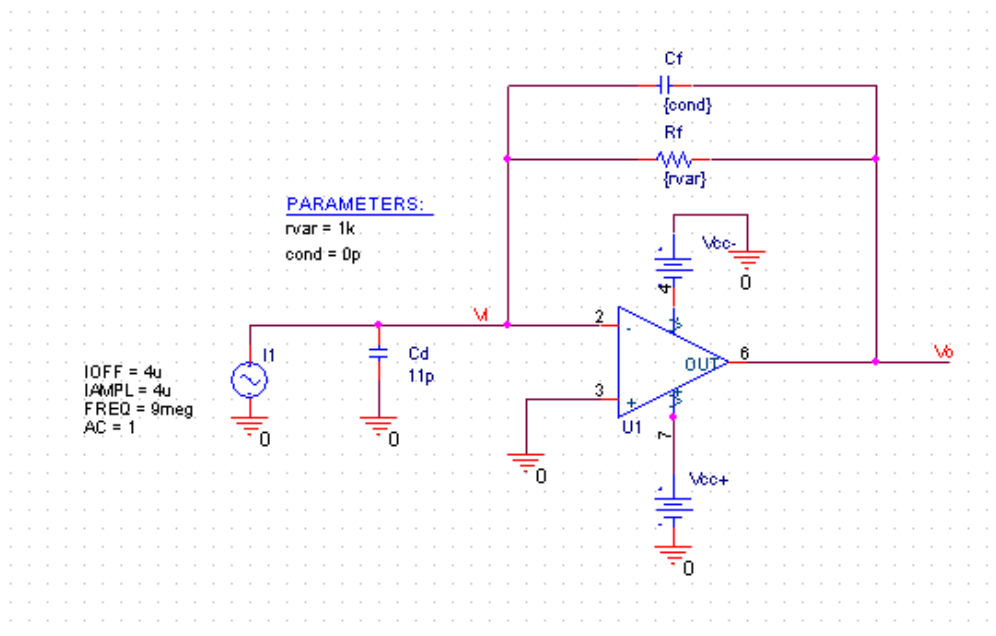 Cf
{cond}
Rf
{rvar}
PARAMETERS:
rvar = 1k
cond = 0p
Vcc-
0
4
Vi
2
-
I1
Cd
11p
OUT
6
Vo
IOFF = 4u
IAMPL = 4u
FREQ = 9meg
AC = 1
3
+
U1
0
0
0
7
Vcc+
0